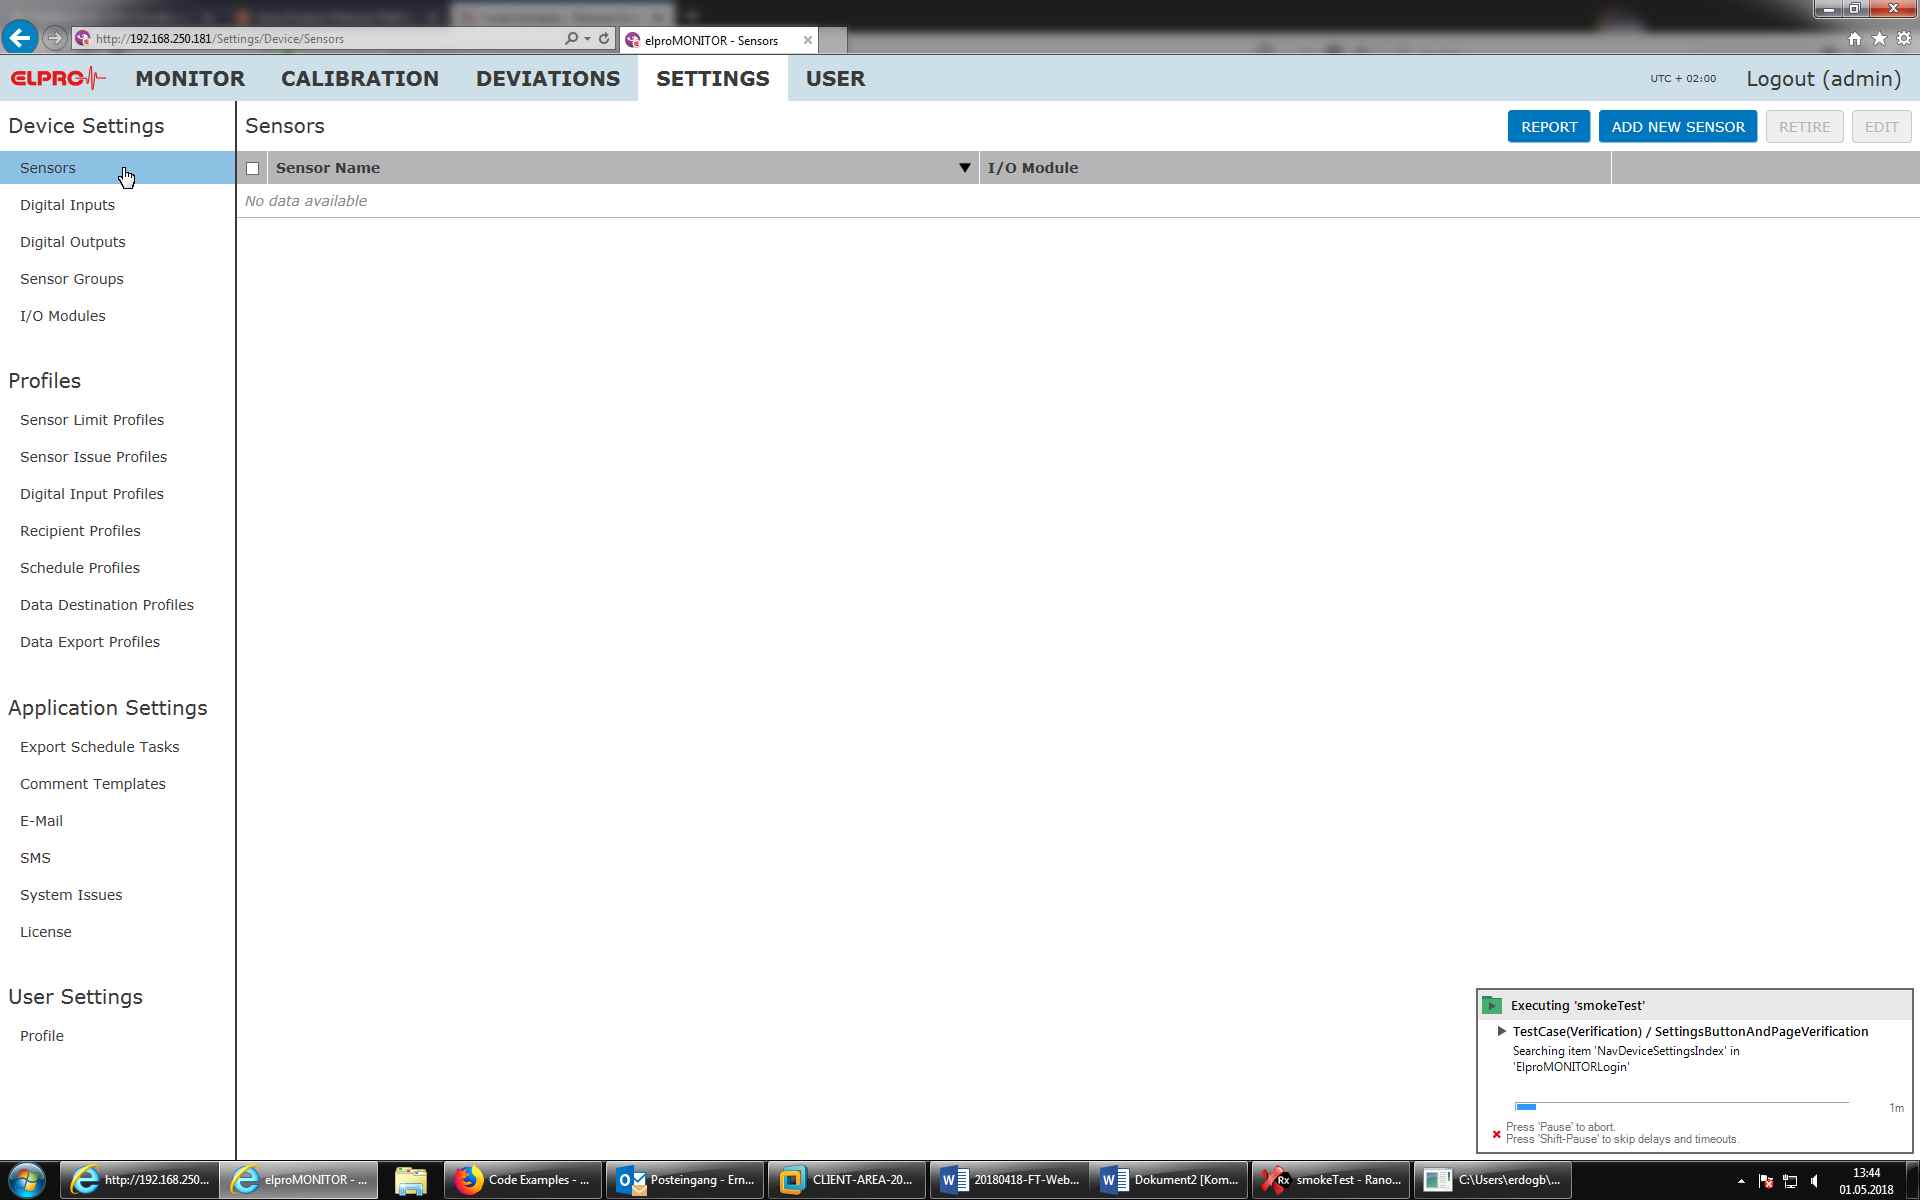 http://192.168.250.181/Settings/Device/Sensors
elproMONITOR - Sensors
ELPRO
MONITOR
CALIBRATION
DEVIATIONS
SETTINGS
USER
UTC + 02:00
Logout (admin)
Device Settings
Sensors
Digital Inputs
Digital Outputs
Sensor Groups
I/O Modules
Profiles
Sensor Limit Profiles
Sensor Issue Profiles
Digital Input Profiles
Recipient Profiles
Schedule Profiles
Data Destination Profiles
Data Export Profiles
Application Settings
Export Schedule Tasks
Comment Templates
E-Mail
SMS
System Issues
License
User Settings
Profile
Sensors
REPORT
ADD NEW SENSOR
RETIRE
EDIT
Sensor Name
I/O Module
No data available
Executing 'smokeTest'
TestCase(Verification) / SettingsButtonAndPageVerification
Searching item 'NavDeviceSettingsIndex' in
'ElproMONITORLogin'
1m
Press 'Pause' to abort.
Press 'Shift-Pause' to skip delays and timeouts.
http://192.168.250...
elproMONITOR - ...
Code Examples - ...
Posteingang - Ern...
CLIENT-AREA-20...
20180418-FT-Web...
Dokument2 [Kom...
smokeTest - Rano...
C:\Users\erdogb\...
13:44
01.05.2018